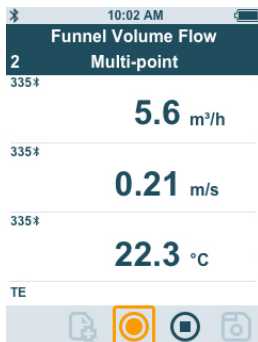 10:02 AM
Funnel Volume Flow
2 Multi-point
335
5.6 m³/h
335
0.21 m/s
335
22.3 °C
TE